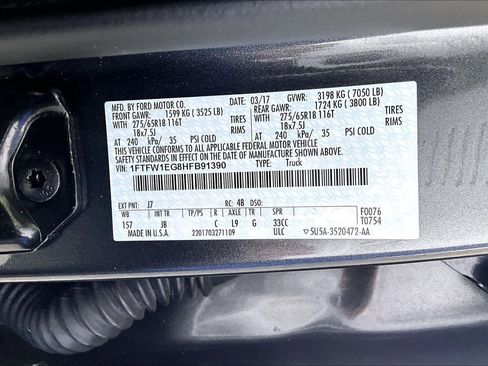 MFD. BY FORD MOTOR CO. 03/17 GVWR: 3198 KG ( 7050 LB)
FRONT GAWR: 1599 KG ( 3525 LB) REAR GAWR: 1724 KG ( 3800 LB)
WITH TIRES WITH TIRES
275/65R18 116T 275/65R18 116T
18x7.5J RIMS 18x7.5J RIMS
AT 240 kPa/ 35 PSI COLD AT 240 kPa/ 35 PSI COLD
THIS VEHICLE CONFORMS TO ALL APPLICABLE FEDERAL MOTOR VEHICLE
SAFETY STANDARDS IN EFFECT ON THE DATE OF MANUFACTURE SHOWN ABOVE.
VIN: 1FTFW1EG8HFB91390 TYPE: Truck
EXT PNT: J7 RC: 48 DSO: F0076
WB INT TR TP/PS R AXLE TR SPR T0754
157 JB C L9 G 33CC
MADE IN U.S.A. 2201703271109 ULC 5U5A-3520472-AA